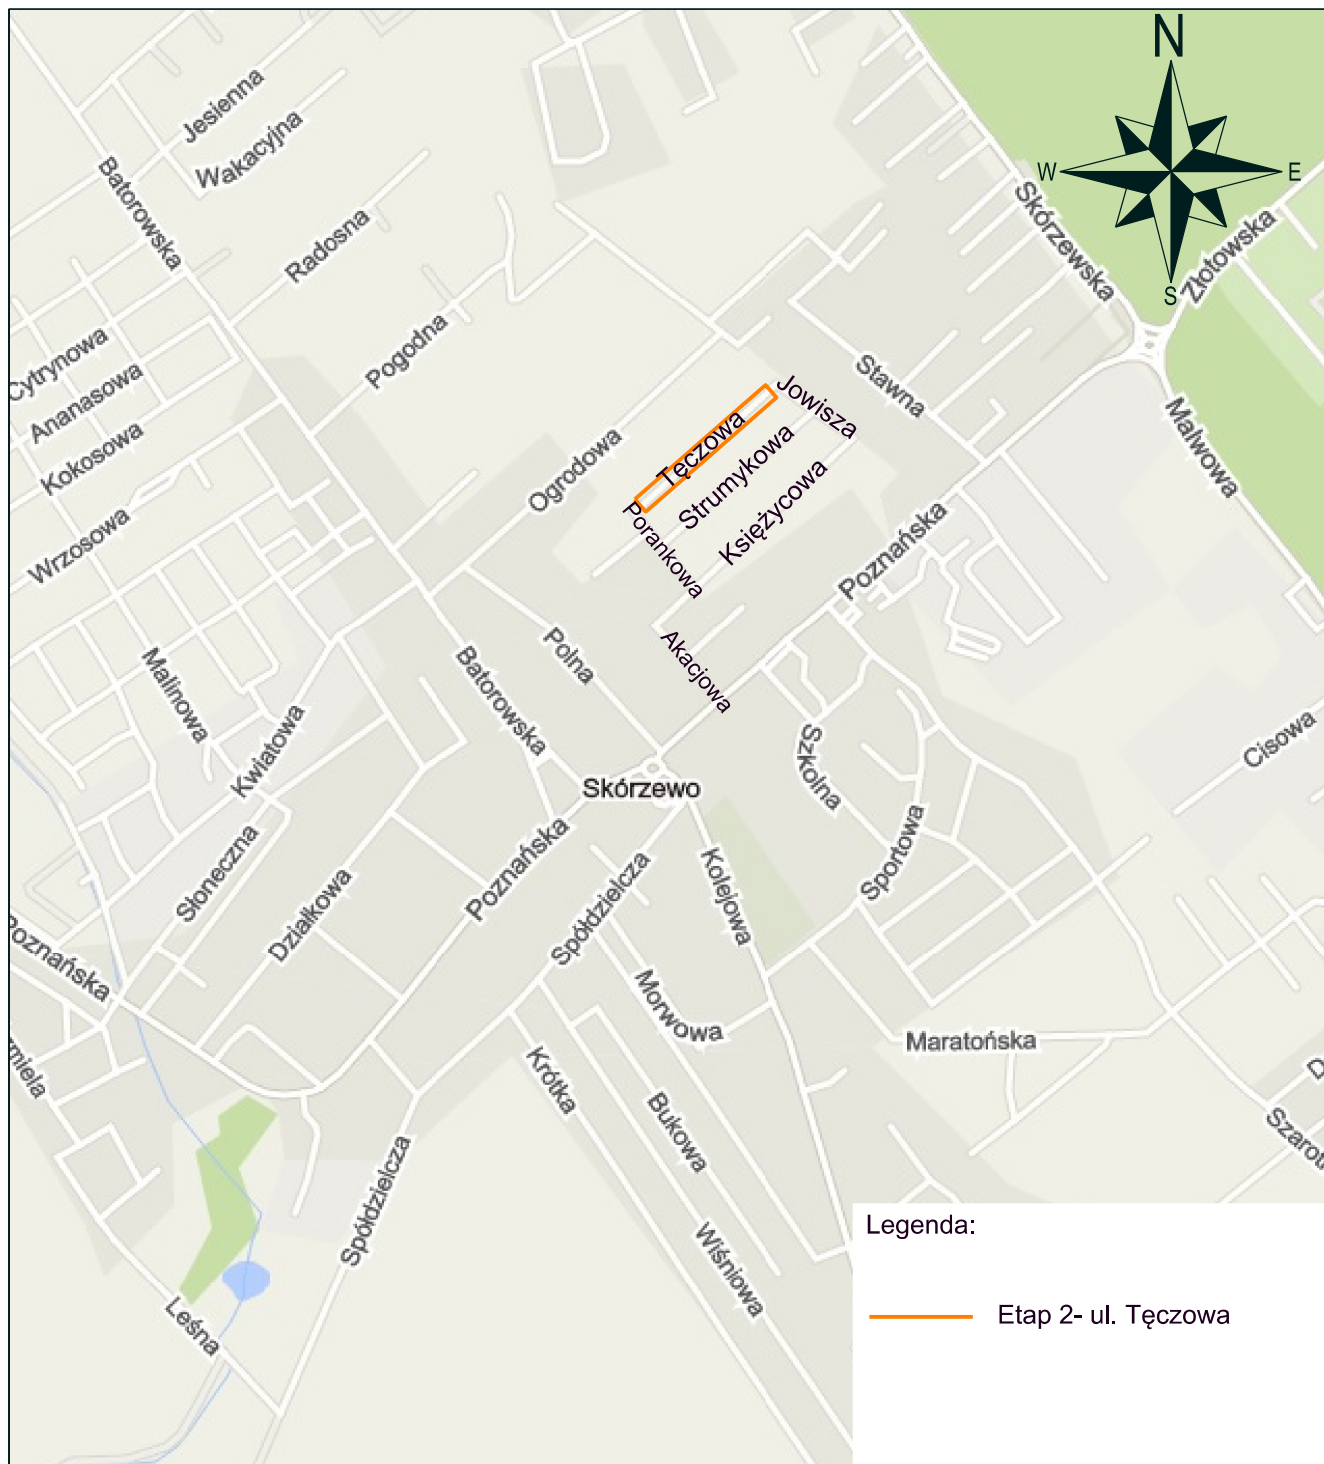 N
W
E
S
Jesienna
Wakacyjna
Batorowska
Radosna
Skórzewska
Złotowska
Pogodna
Cytrynowa
Ananasowa
Kokosowa
Wrzosowa
Stawna
Jowisza
Malwowa
Tęczowa
Strumykowa
Księżycowa
Ogrodowa
Porankowa
Poznańska
Akacjowa
Polna
Malinowa
Batorowska
Kwiatowa
Szkolna
Cisowa
Skórzewo
Sportowa
Słoneczna
Działkowa
Poznańska
Spółdzielcza
Kolejowa
Poznańska
Morwowa
Maratońska
Krótka
Bukowa
Spółdzielcza
Wiśniowa
Leśna
Legenda:
Etap 2- ul. Tęczowa